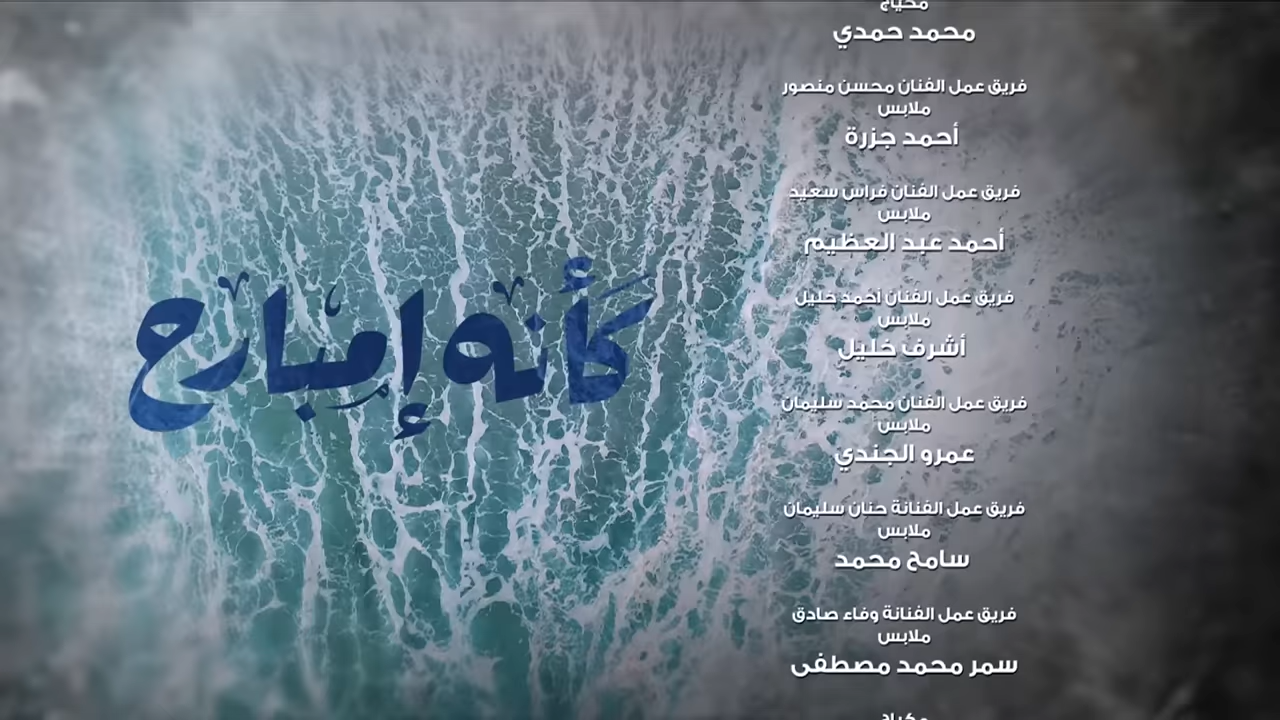 كأنه إمبارح
مكياج
محمد حمدي
فريق عمل الفنان محسن منصور
ملابس
أحمد جزرة
فريق عمل الفنان فراس سعيد
ملابس
أحمد عبد العظيم
فريق عمل الفنان أحمد خليل
ملابس
أشرف خليل
فريق عمل الفنان محمد سليمان
ملابس
عمرو الجندي
فريق عمل الفنانة حنان سليمان
ملابس
سامح محمد
فريق عمل الفنانة وفاء صادق
ملابس
سمر محمد مصطفى